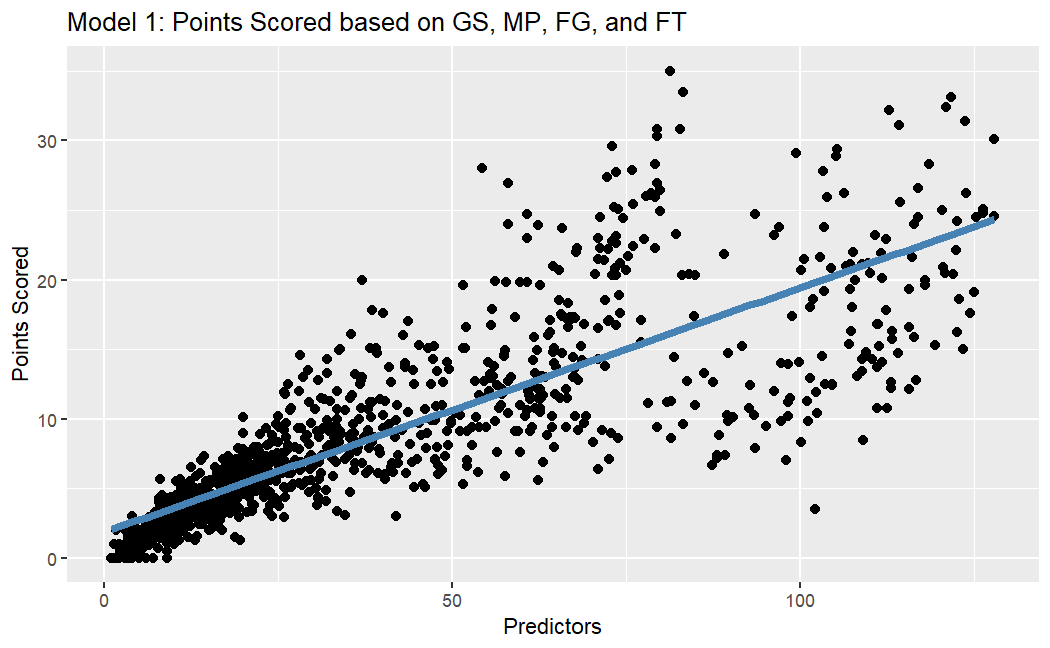 Model 1: Points Scored based on GS, MP, FG, and FT
Points Scored
30
20
10
0
0 50 100
Predictors